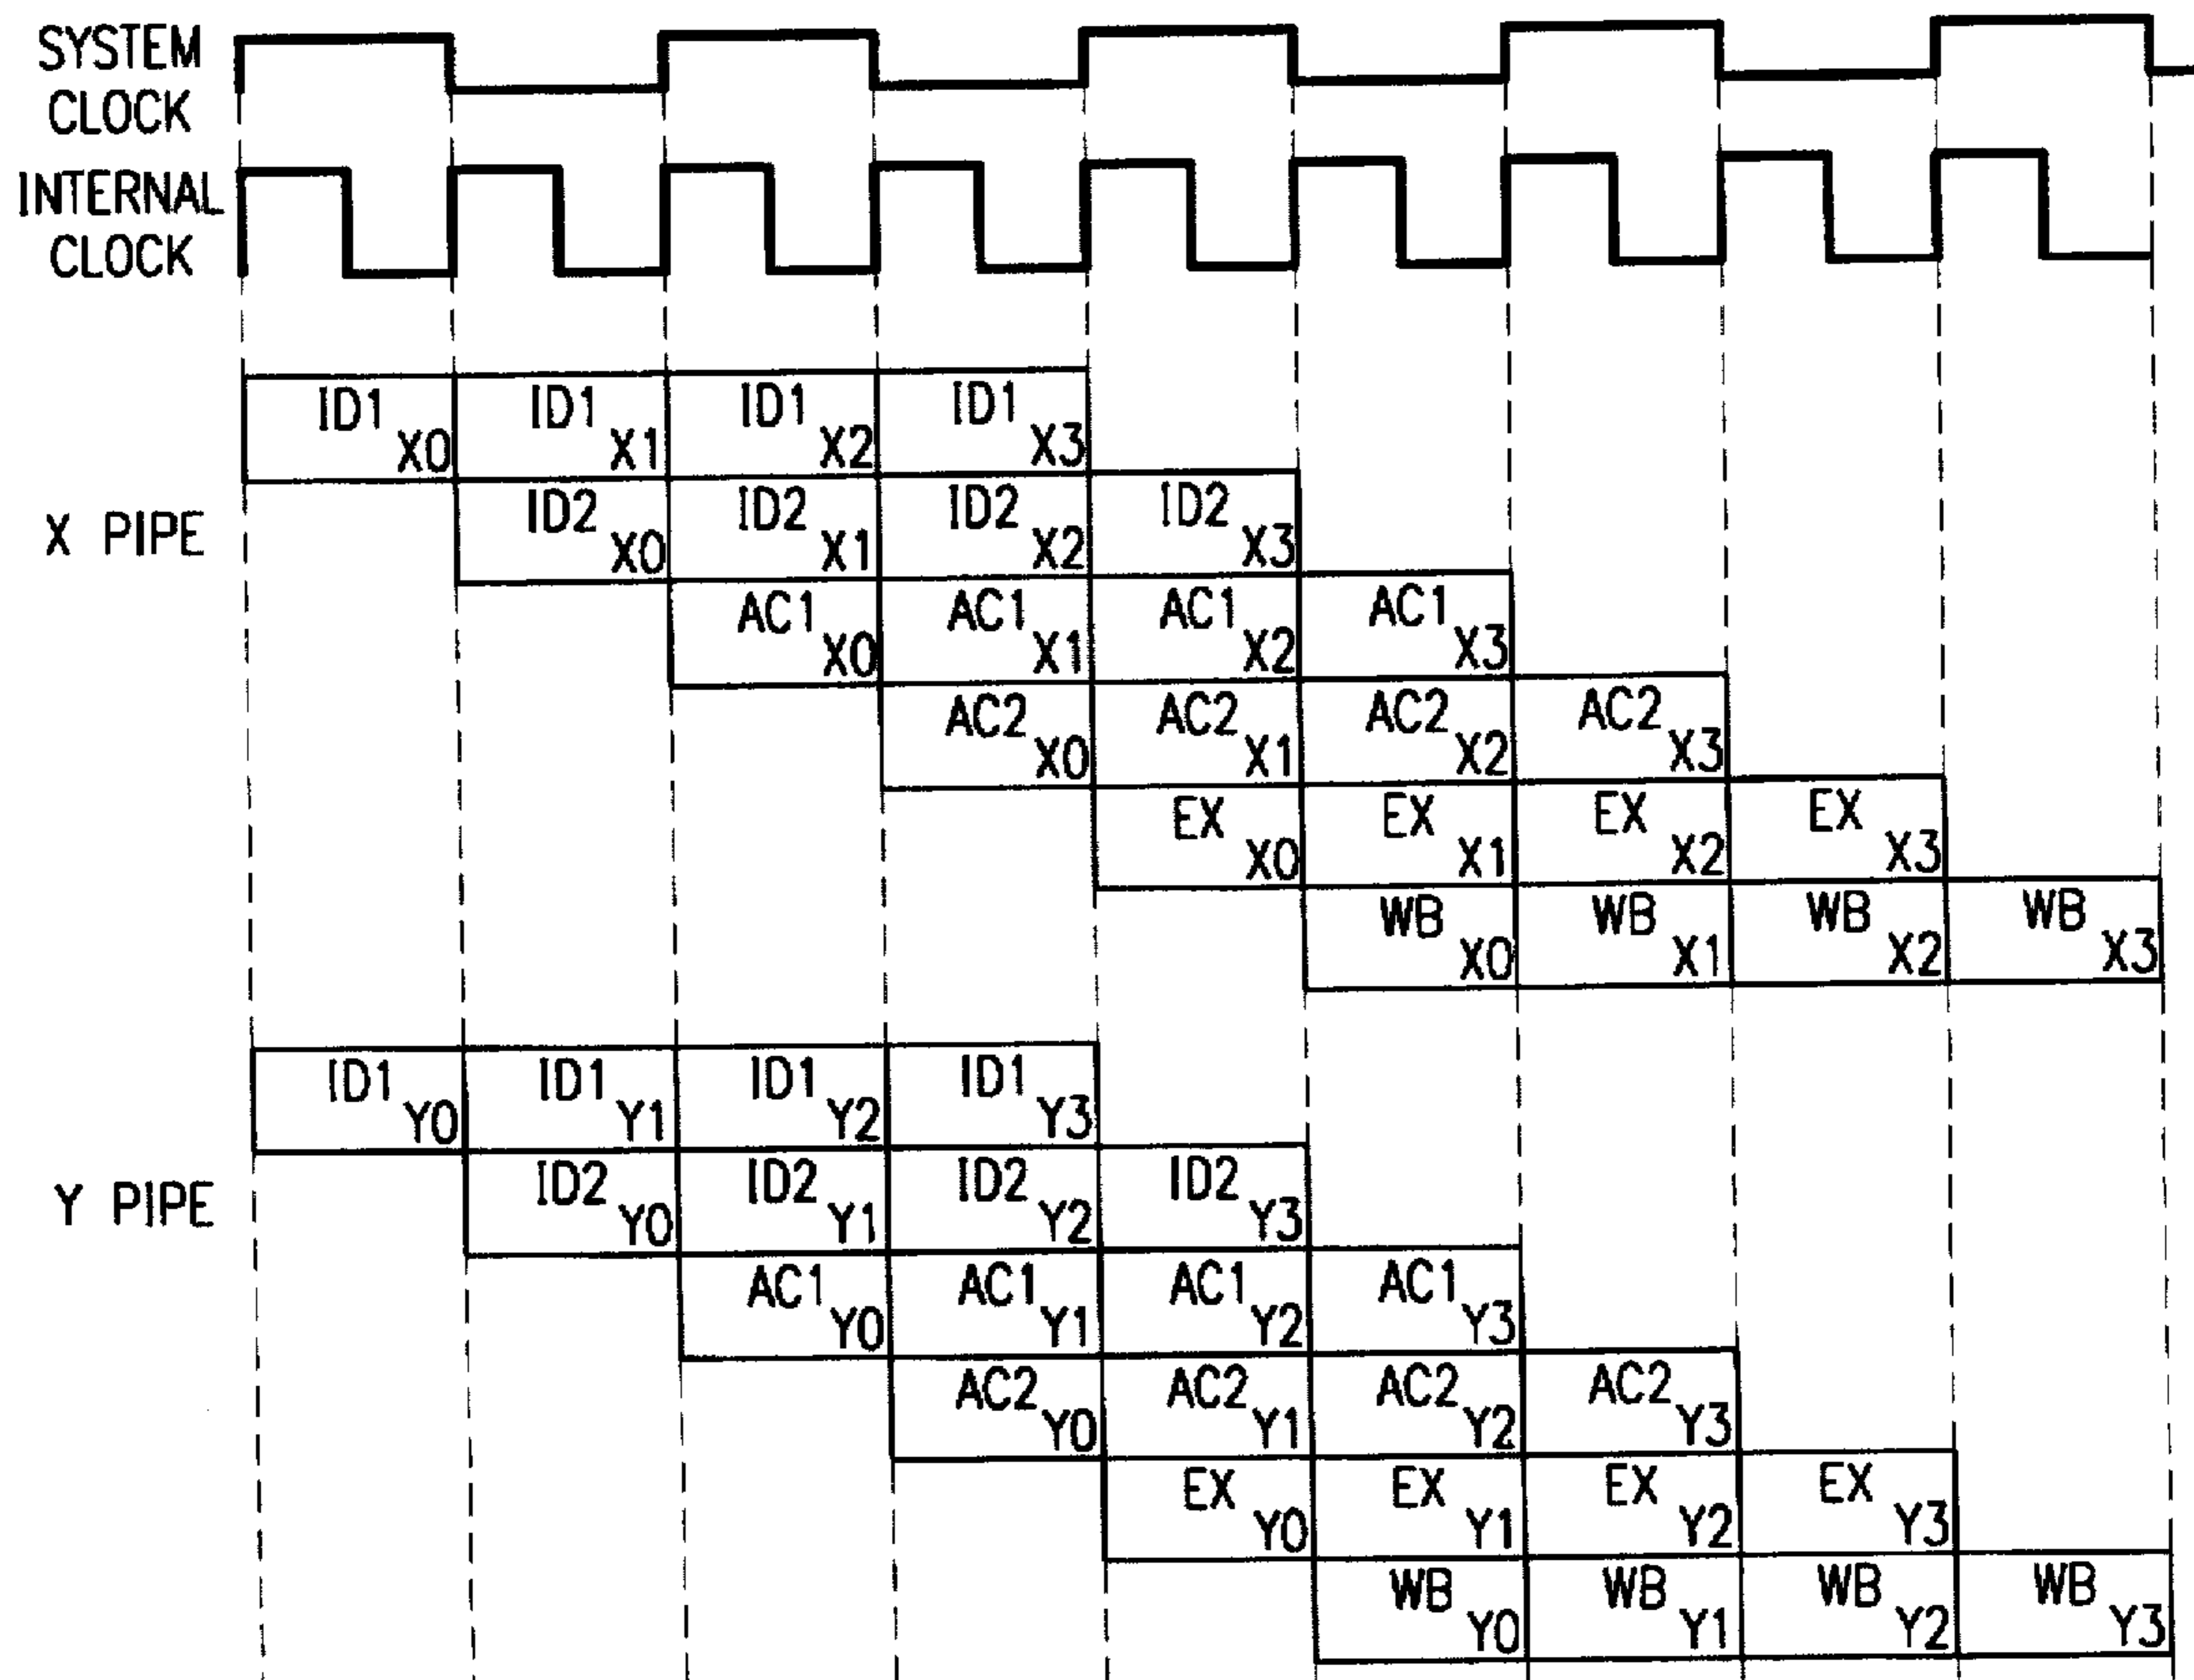 SYSTEM
CLOCK
INTERNAL
CLOCK
ID1 X0 ID1 X1 ID1 X2 ID1 X3
X PIPE
ID2 X0 ID2 X1 ID2 X2 ID2 X3
AC1 X0 AC1 X1 AC1 X2 AC1 X3
AC2 X0 AC2 X1 AC2 X2 AC2 X3
EX X0 EX X1 EX X2 EX X3
WB X0 WB X1 WB X2 WB X3
ID1 Y0 ID1 Y1 ID1 Y2 ID1 Y3
Y PIPE
ID2 Y0 ID2 Y1 ID2 Y2 ID2 Y3
AC1 Y0 AC1 Y1 AC1 Y2 AC1 Y3
AC2 Y0 AC2 Y1 AC2 Y2 AC2 Y3
EX Y0 EX Y1 EX Y2 EX Y3
WB Y0 WB Y1 WB Y2 WB Y3